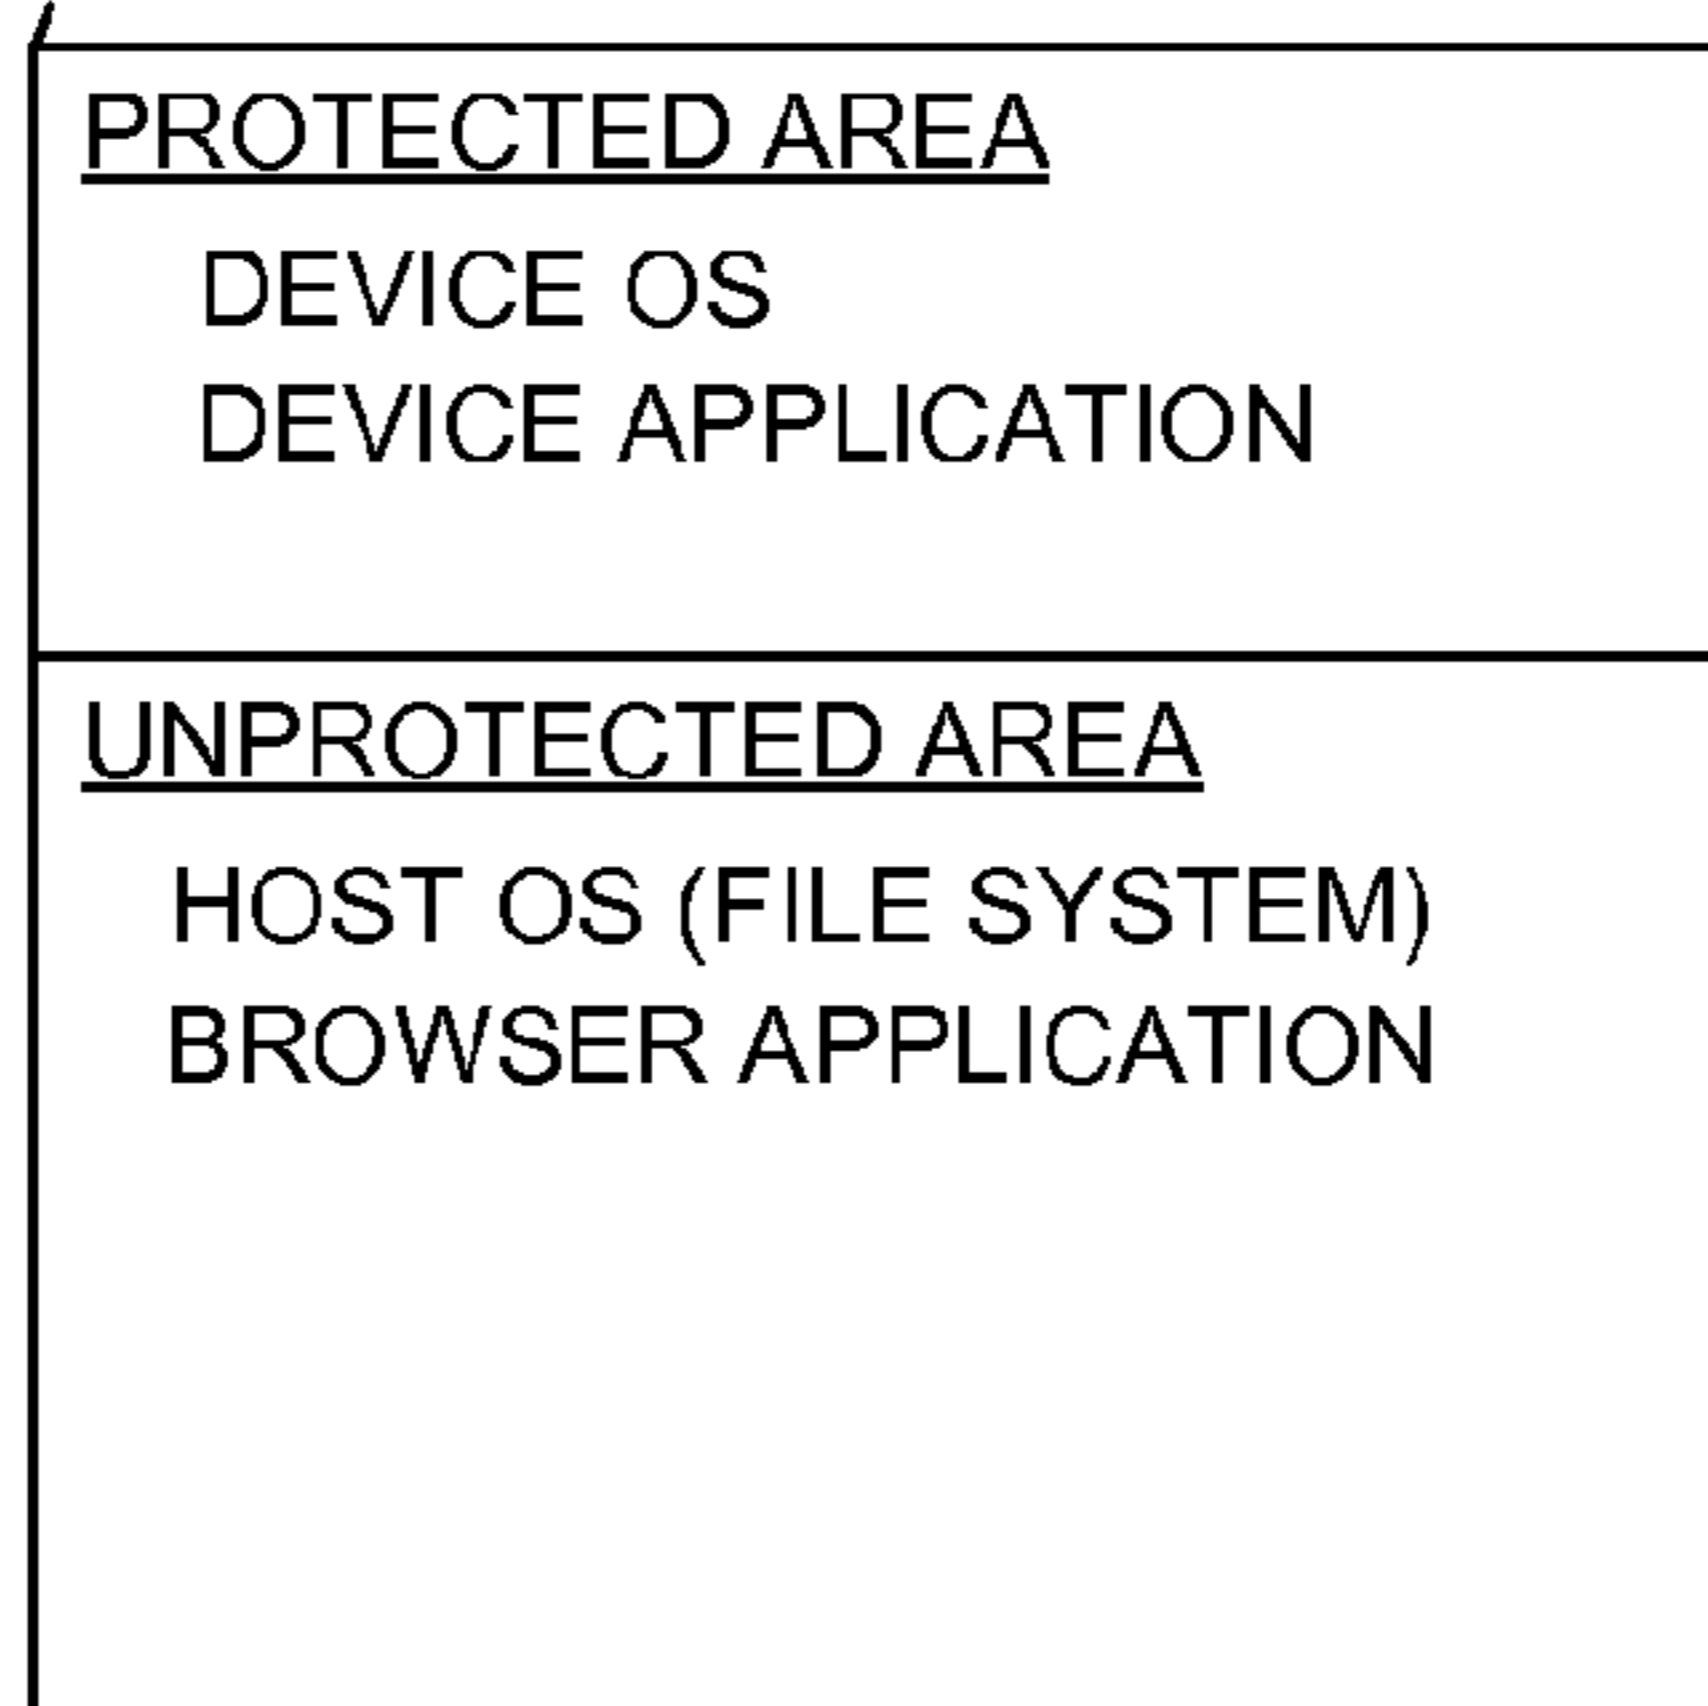 PROTECTED AREA
DEVICE OS
DEVICE APPLICATION
UNPROTECTED AREA
HOST OS (FILE SYSTEM)
BROWSER APPLICATION